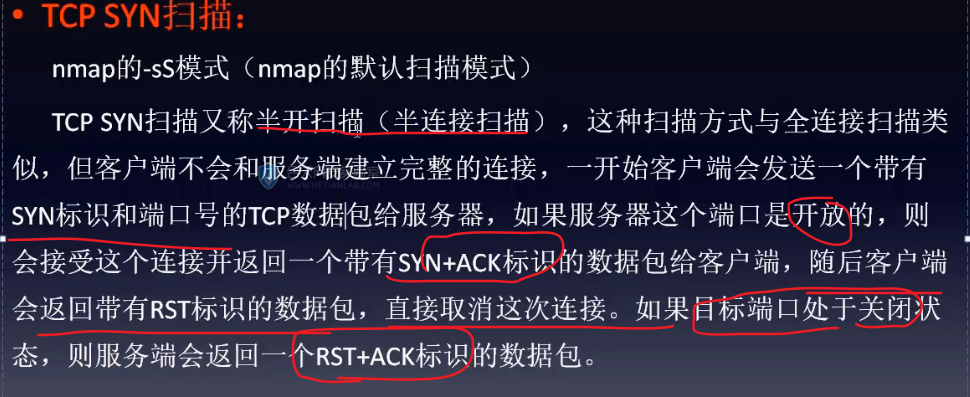 • TCP SYN扫描：
nmap的-sS模式（nmap的默认扫描模式）
TCP SYN扫描又称半开扫描（半连接扫描），这种扫描方式与全连接扫描类
似，但客户端不会和服务端建立完整的连接，一开始客户端会发送一个带有
WWW.HETIANLAB.COM
SYN标识和端口号的TCP数据包给服务器，如果服务器这个端口是开放的，则
会接受这个连接并返回一个带有SYN+ACK标识的数据包给客户端，随后客户端
会返回带有RST标识的数据包，直接取消这次连接。如果目标端口处于关闭状
态，则服务端会返回一个RST+ACK标识的数据包。